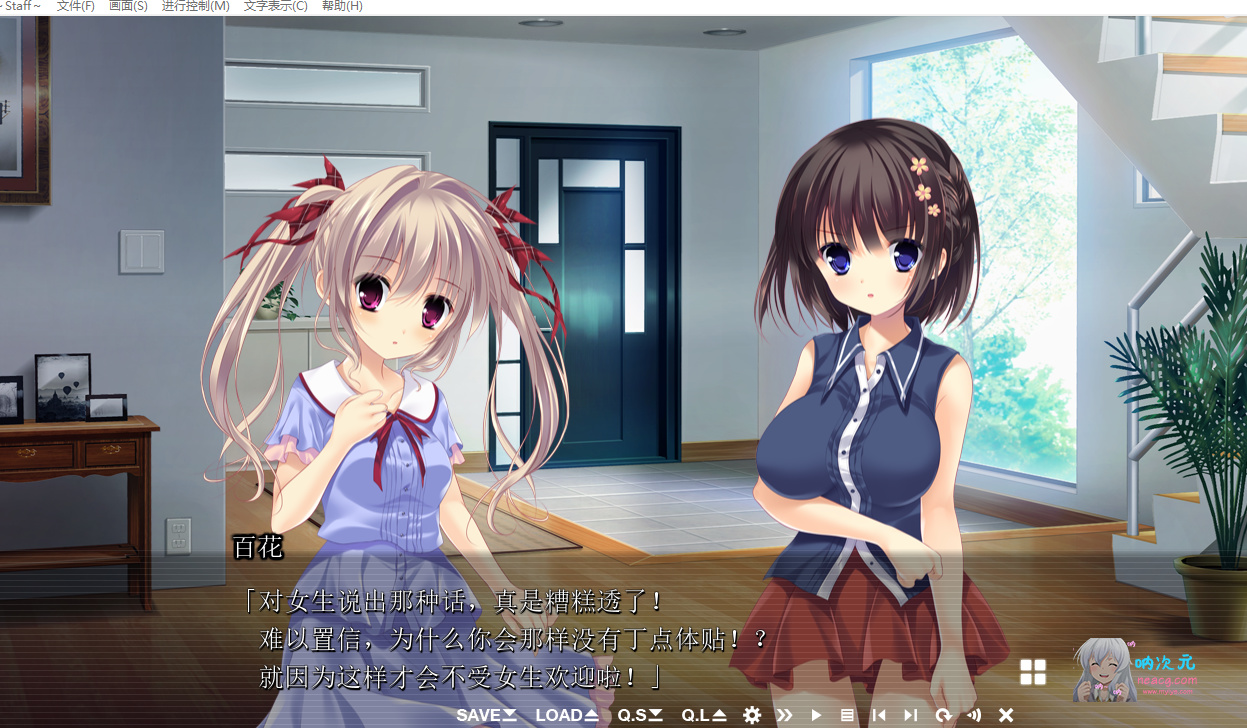 ~Staff~ 文件(F) 画面(S) 进行控制(M) 文字表示(C) 帮助(H)
百花
「对女生说出那种话，真是糟糕透了！
难以置信，为什么你会那样没有丁点体贴！？
就因为这样才会不受女生欢迎啦！」
呐次元
SAVE LOAD Q.S Q.L